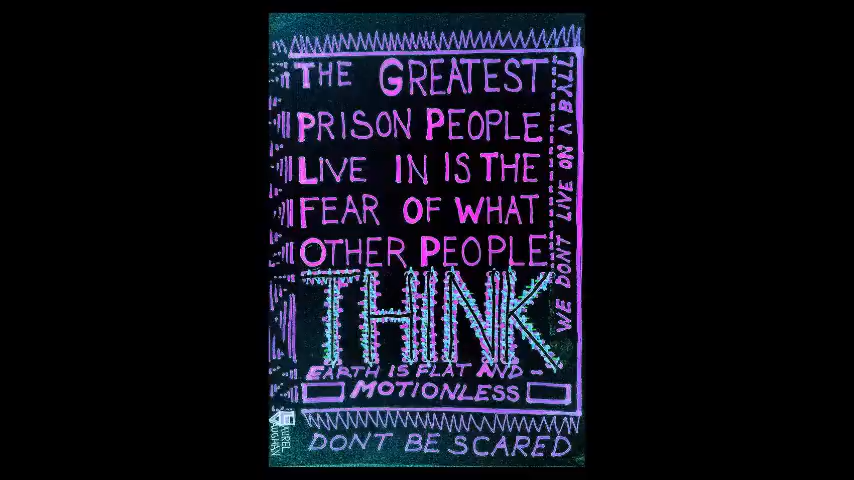 THE GREATEST
PRISON PEOPLE
LIVE IN IS THE
FEAR OF WHAT
OTHER PEOPLE
THINK
EARTH IS FLAT AND -
MOTIONLESS
DONT BE SCARED
WE DONT LIVE ON A BALL